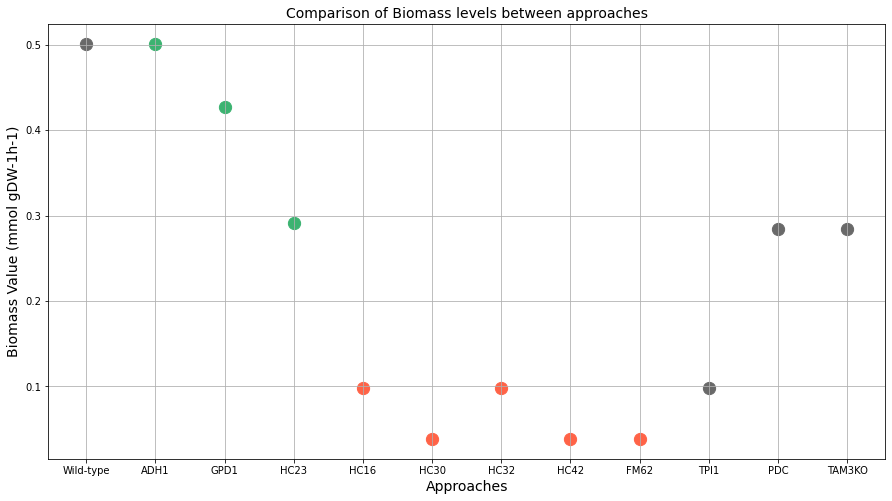 Comparison of Biomass levels between approaches
Biomass Value (mmol gDW-1h-1)
0.5
0.4
0.3
0.2
0.1
Wild-type ADH1 GPD1 HC23 HC16 HC30 HC32 HC42 FM62 TPI1 PDC TAM3KO
Approaches